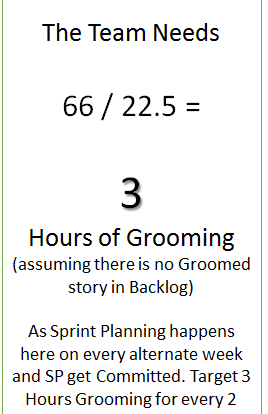 The Team Needs
66 / 22.5 =
3
Hours of Grooming
(assuming there is no Groomed
story in Backlog)
As Sprint Planning happens
here on every alternate week
and SP get Committed. Target 3
Hours Grooming for every 2